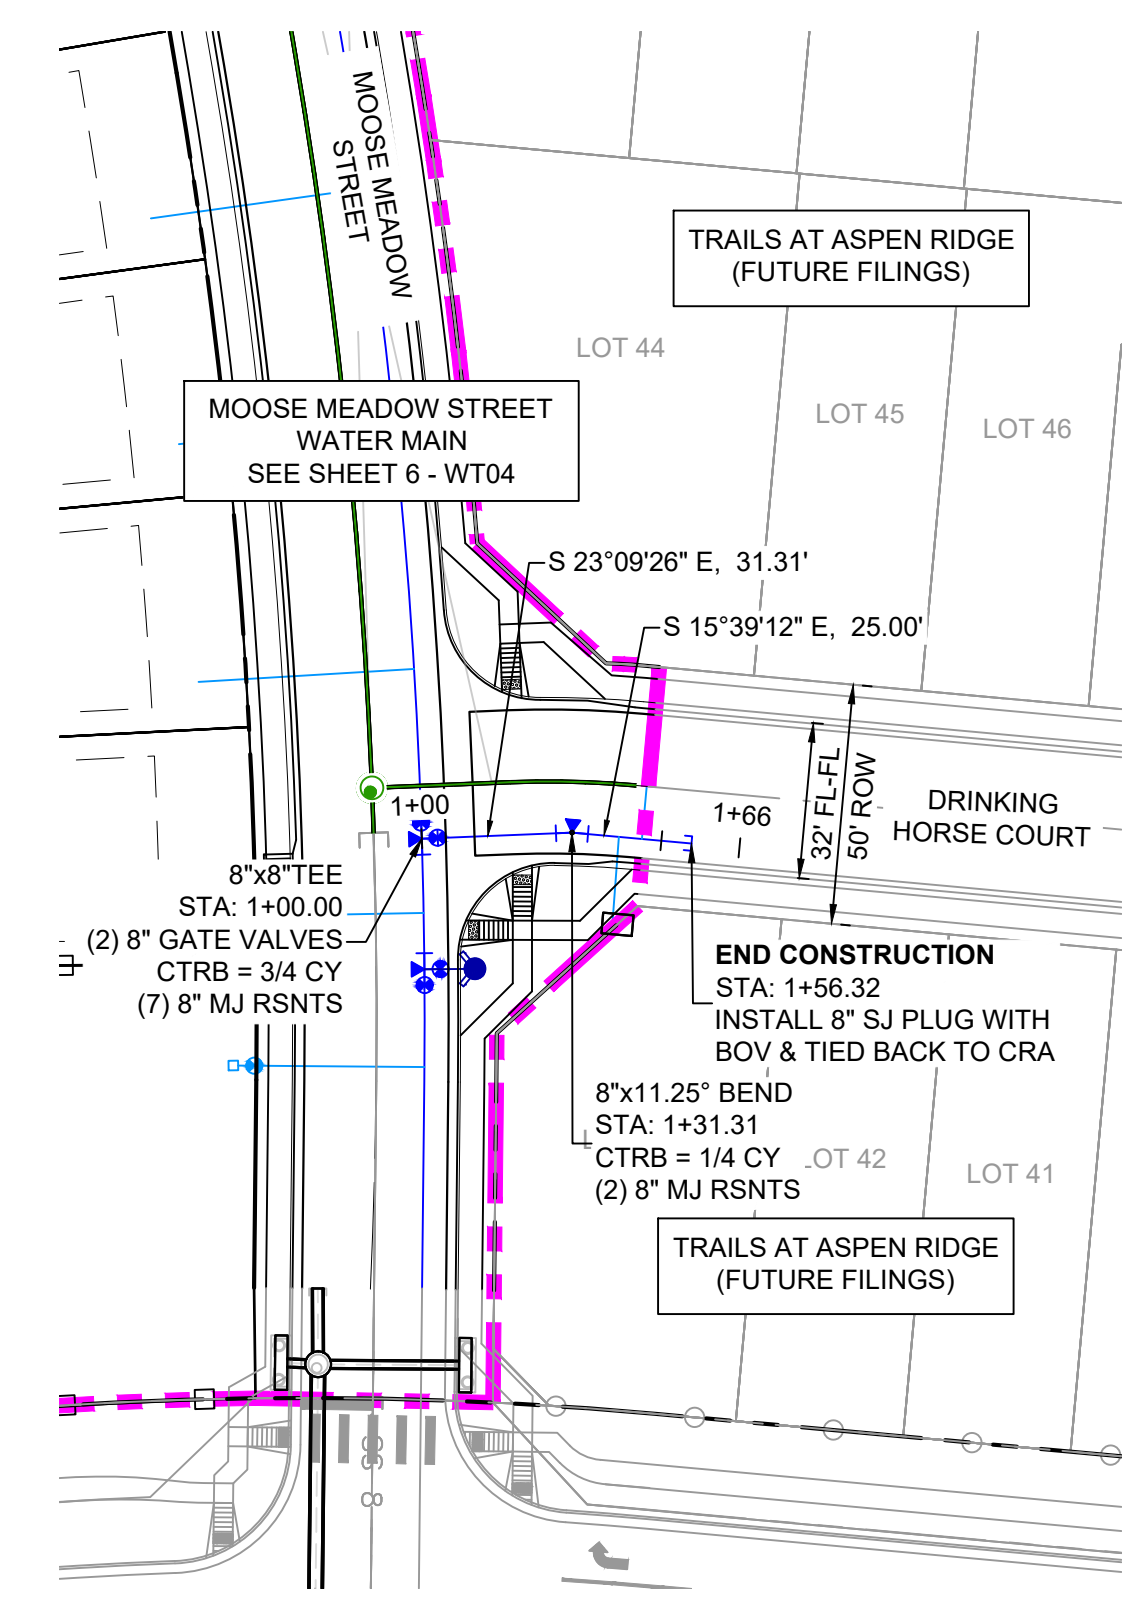 MOOSE MEADOW
STREET
TRAILS AT ASPEN RIDGE
(FUTURE FILINGS)
LOT 44
LOT 45
LOT 46
MOOSE MEADOW STREET
WATER MAIN
SEE SHEET 6 - WT04
S 23°09'26" E, 31.31'
S 15°39'12" E, 25.00'
32' FL-FL
50' ROW
1+00
1+66
DRINKING
HORSE COURT
8"x8"TEE
STA: 1+00.00
(2) 8" GATE VALVES
CTRB = 3/4 CY
(7) 8" MJ RSNTS
END CONSTRUCTION
STA: 1+56.32
INSTALL 8" SJ PLUG WITH
BOV & TIED BACK TO CRA
8"x11.25° BEND
STA: 1+31.31
CTRB = 1/4 CY
(2) 8" MJ RSNTS
LOT 42
LOT 41
TRAILS AT ASPEN RIDGE
(FUTURE FILINGS)